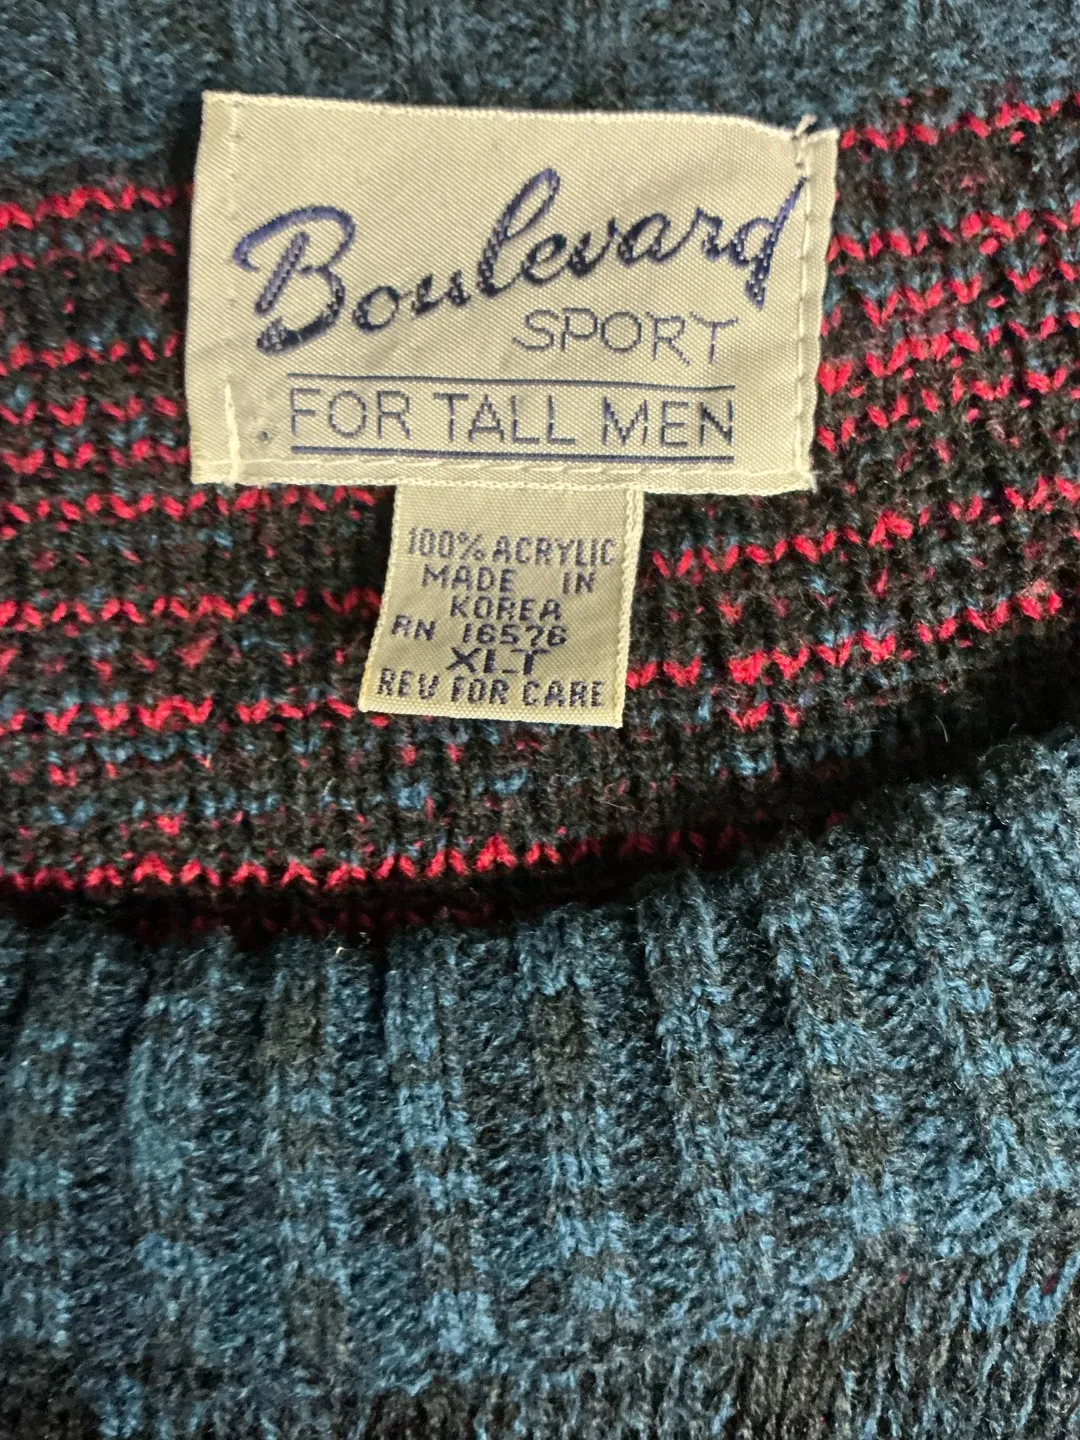 Boulevard
SPORT
FOR TALL MEN
100% ACRYLIC
MADE IN
KOREA
RN 16576
XLT
REV FOR CARE